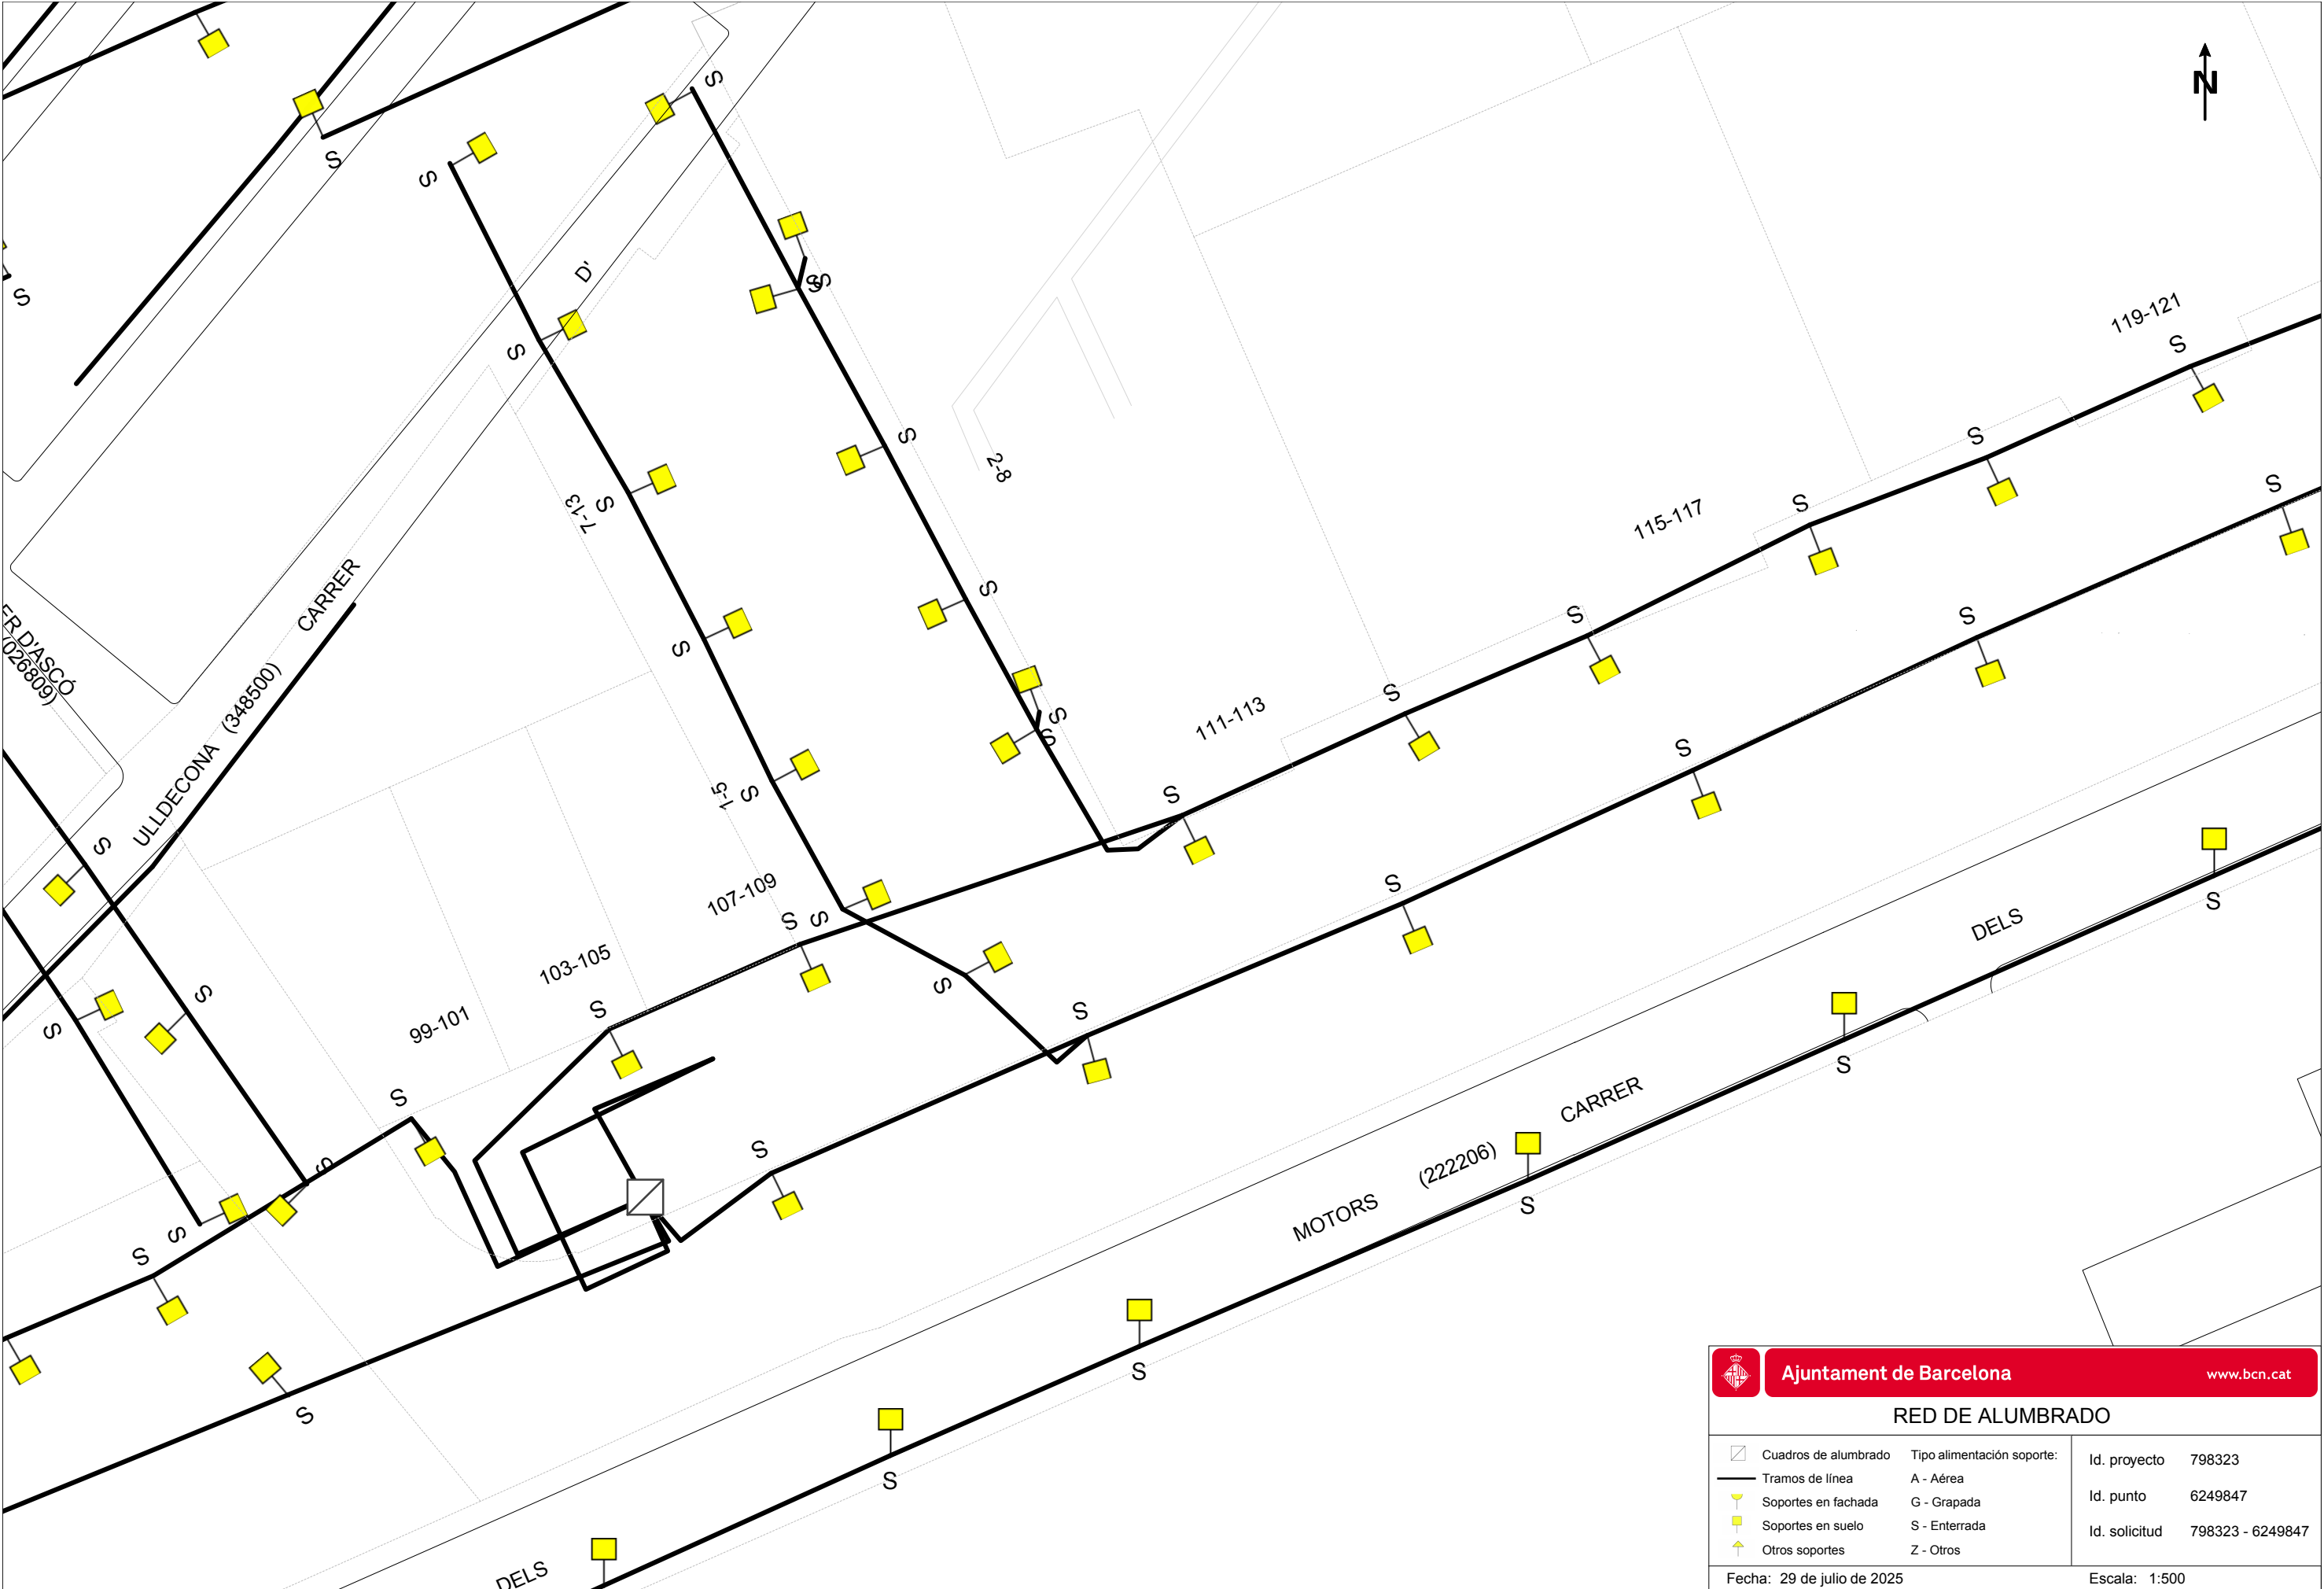 N
S
S
S
S
D'
S
S
S
S
S
119-121
S
S
S
2-8
S
7-13
S
S
115-117
S
ER D'ASCÓ
(026809)
CARRER
S
S
S
S
ULLDECONA (348500)
S
S
111-113
S
S
S
1-5
S
S
107-109
S
S
S
S
DELS
103-105
S
S
S
99-101
S
S
S
S
S
CARRER
S
S
S
(222206)
MOTORS
S
S
S
S
S
S
DELS
Ajuntament de Barcelona www.bcn.cat
RED DE ALUMBRADO
Cuadros de alumbrado
Tramos de línea
Soportes en fachada
Soportes en suelo
Otros soportes
Tipo alimentación soporte:
A - Aérea
G - Grapada
S - Enterrada
Z - Otros
Id. proyecto 798323
Id. punto 6249847
Id. solicitud 798323 - 6249847
Fecha: 29 de julio de 2025
Escala: 1:500